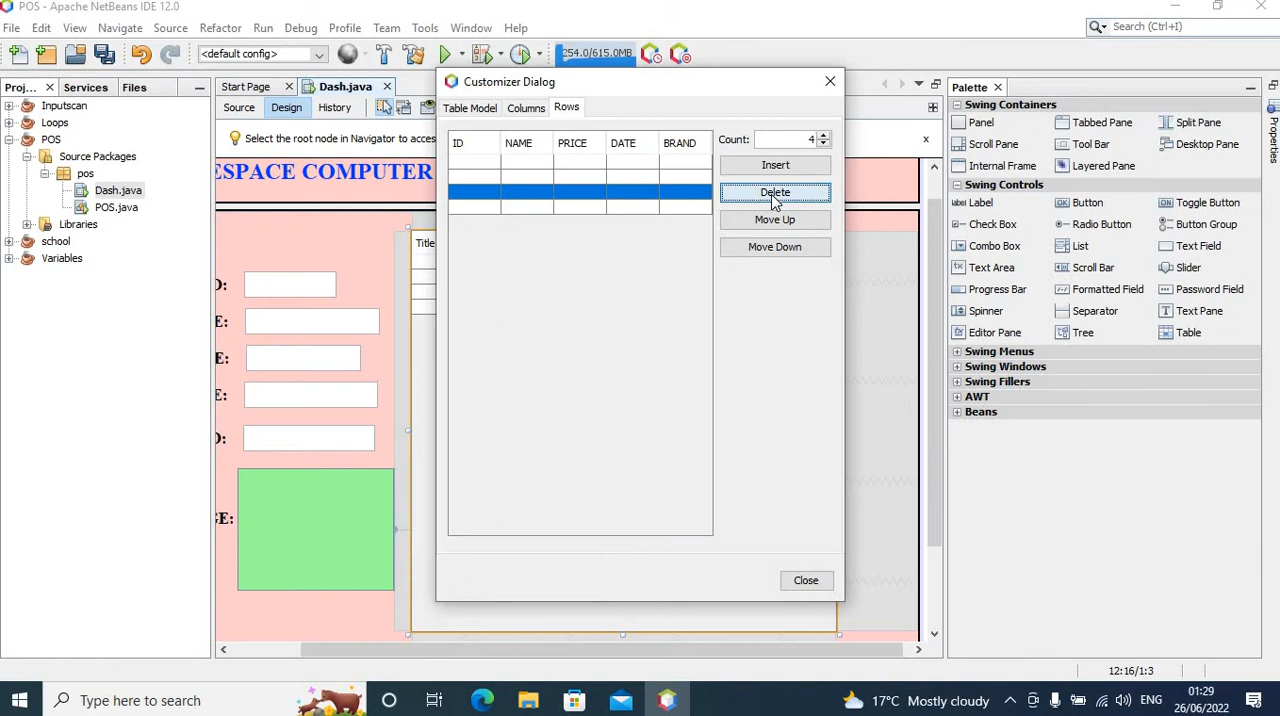 POS - Apache NetBeans IDE 12.0
File Edit View Navigate Source Refactor Run Debug Profile Team Tools Window Help
Search (Ctrl+I)
<default config>
254.0/615.0MB
Proj... Services Files
Inputscan
Loops
POS
Source Packages
pos
Dash.java
POS.java
Libraries
school
Variables
Start Page Dash.java
Source Design History
Select the root node in Navigator to acces
ESPACE COMPUTER
Title
D:
E:
E:
E:
D:
GE:
Customizer Dialog
Table Model Columns Rows
ID NAME PRICE DATE BRAND
Count: 4
Insert
Delete
Move Up
Move Down
Close
Palette
Swing Containers
Panel Tabbed Pane Split Pane
Scroll Pane Tool Bar Desktop Pane
Internal Frame Layered Pane
Swing Controls
label Label OK Button ON Toggle Button
Check Box Radio Button Button Group
Combo Box List Text Field
Text Area Scroll Bar Slider
Progress Bar Formatted Field Password Field
Spinner Separator Text Pane
Editor Pane Tree Table
Swing Menus
Swing Windows
Swing Fillers
AWT
Beans
Properties
12:16/1:3
Type here to search
17°C Mostly cloudy
ENG
01:29
26/06/2022